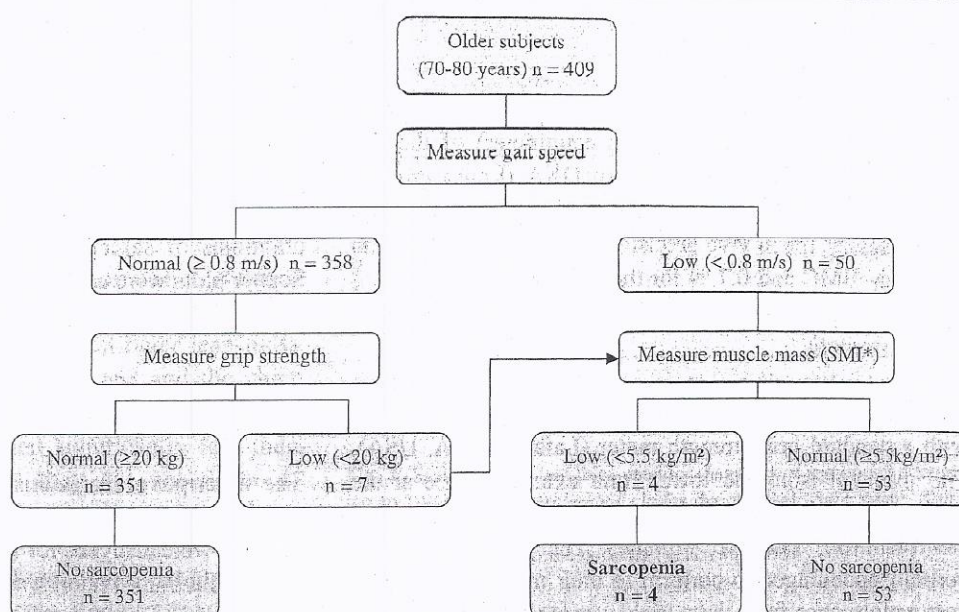 Older subjects
(70-80 years) n = 409
Measure gait speed
Normal (≥ 0.8 m/s) n = 358
Low (< 0.8 m/s) n = 50
Measure grip strength
Measure muscle mass (SMI*)
Normal (≥20 kg)
n = 351
Low (<20 kg)
n = 7
Low (<5.5 kg/m²)
n = 4
Normal (≥5.5kg/m²)
n = 53
No sarcopenia
n = 351
Sarcopenia
n = 4
No sarcopenia
n = 53